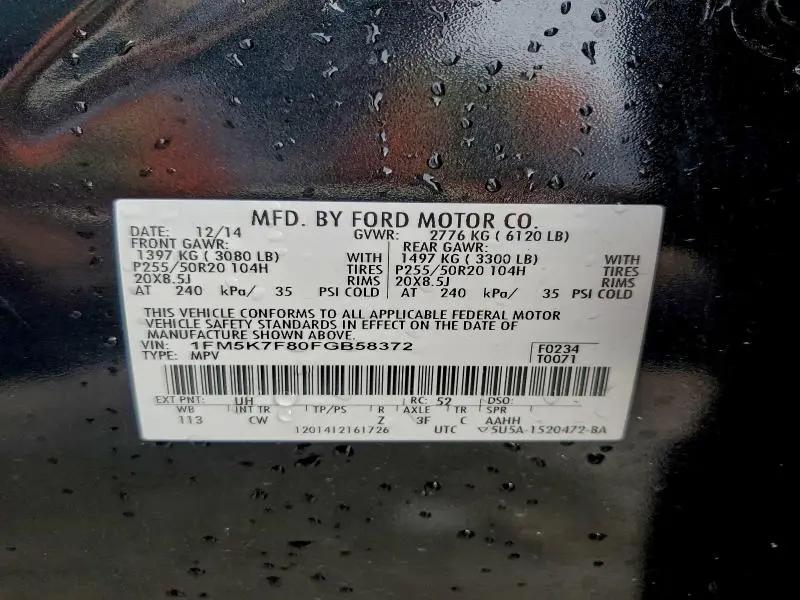 MFD. BY FORD MOTOR CO.
DATE: 12/14 GVWR: 2776 KG ( 6120 LB)
FRONT GAWR: REAR GAWR:
1397 KG ( 3080 LB) WITH 1497 KG ( 3300 LB) WITH
P255/50R20 104H TIRES P255/50R20 104H TIRES
20X8.5J RIMS 20X8.5J RIMS
AT 240 kPa/ 35 PSI COLD AT 240 kPa/ 35 PSI COLD
THIS VEHICLE CONFORMS TO ALL APPLICABLE FEDERAL MOTOR
VEHICLE SAFETY STANDARDS IN EFFECT ON THE DATE OF
MANUFACTURE SHOWN ABOVE.
VIN: 1FM5K7F80FGB58372 F0234
TYPE: MPV T0071
EXT PNT: UH RC: 52 DSO:
WB INT TR TP/PS R AXLE TR SPR
113 CW Z 3F C AAHH
1201412161726 UTC 5U5A-1520472-BA